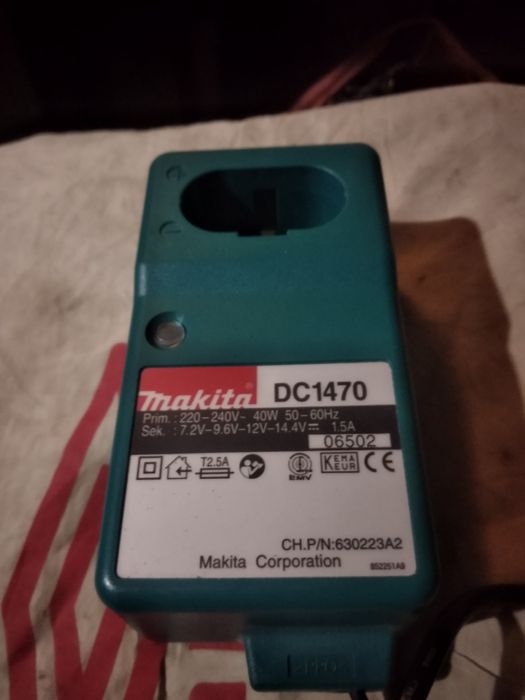 makita DC1470
Prim. : 220-240V~ 40W 50-60Hz
Sek. : 7.2V-9.6V-12V-14.4V⎓ 1.5A
06502
T2.5A
EMV
KEMA
KEUR
CE
CH.P/N:630223A2
Makita Corporation
852251A9